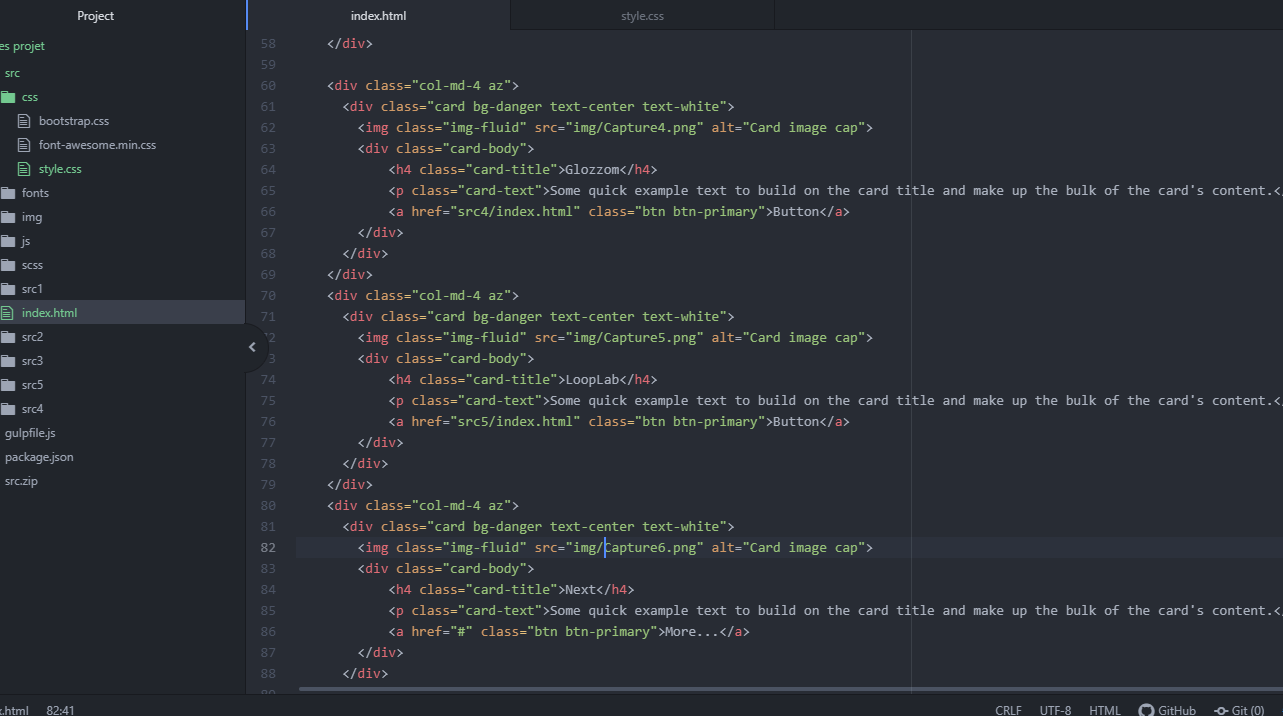 Project
index.html
style.css
es projet
src
css
bootstrap.css
font-awesome.min.css
style.css
fonts
img
js
scss
src1
index.html
src2
src3
src5
src4
gulpfile.js
package.json
src.zip
58 </div>
59
60 <div class="col-md-4 az">
61 <div class="card bg-danger text-center text-white">
62 <img class="img-fluid" src="img/Capture4.png" alt="Card image cap">
63 <div class="card-body">
64 <h4 class="card-title">Glozzom</h4>
65 <p class="card-text">Some quick example text to build on the card title and make up the bulk of the card's content.<
66 <a href="src4/index.html" class="btn btn-primary">Button</a>
67 </div>
68 </div>
69 </div>
70 <div class="col-md-4 az">
71 <div class="card bg-danger text-center text-white">
2 <img class="img-fluid" src="img/Capture5.png" alt="Card image cap">
3 <div class="card-body">
74 <h4 class="card-title">LoopLab</h4>
75 <p class="card-text">Some quick example text to build on the card title and make up the bulk of the card's content.<
76 <a href="src5/index.html" class="btn btn-primary">Button</a>
77 </div>
78 </div>
79 </div>
80 <div class="col-md-4 az">
81 <div class="card bg-danger text-center text-white">
82 <img class="img-fluid" src="img/Capture6.png" alt="Card image cap">
83 <div class="card-body">
84 <h4 class="card-title">Next</h4>
85 <p class="card-text">Some quick example text to build on the card title and make up the bulk of the card's content.<
86 <a href="#" class="btn btn-primary">More...</a>
87 </div>
88 </div>
x.html 82:41 CRLF UTF-8 HTML GitHub Git (0)